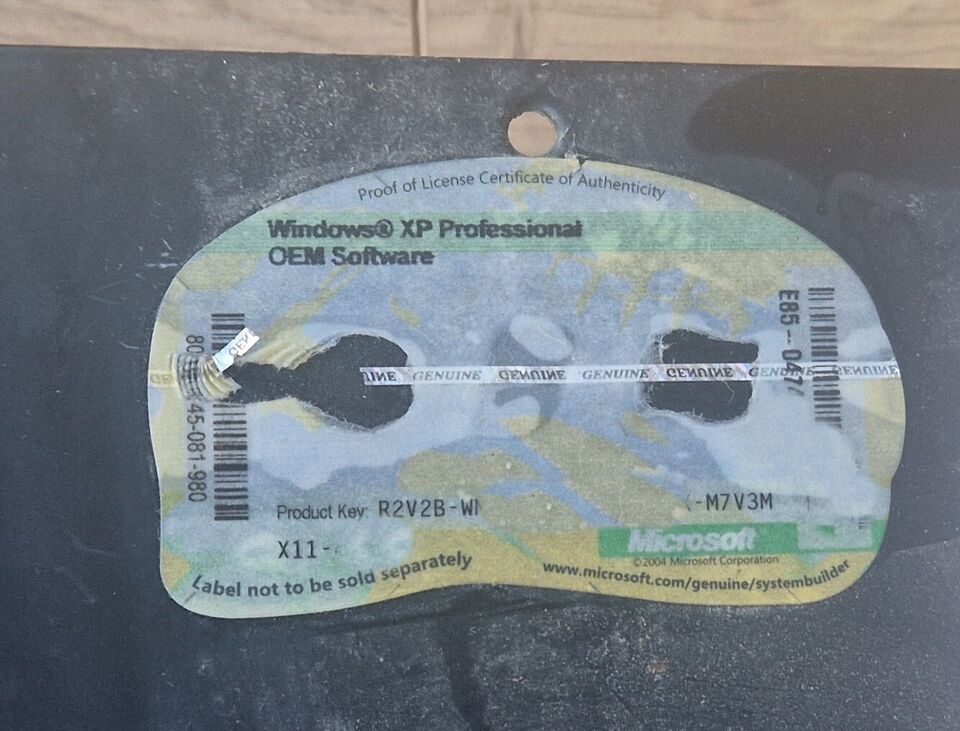 Proof of License Certificate of Authenticity
Windows® XP Professional
OEM Software
E85-0477
GENUINE GENUINE GENUINE GENUINE
45-081-980
Product Key: R2V2B-W
-M7V3M
X11-
Microsoft
©2004 Microsoft Corporation
Label not to be sold separately
www.microsoft.com/genuine/systembuilder